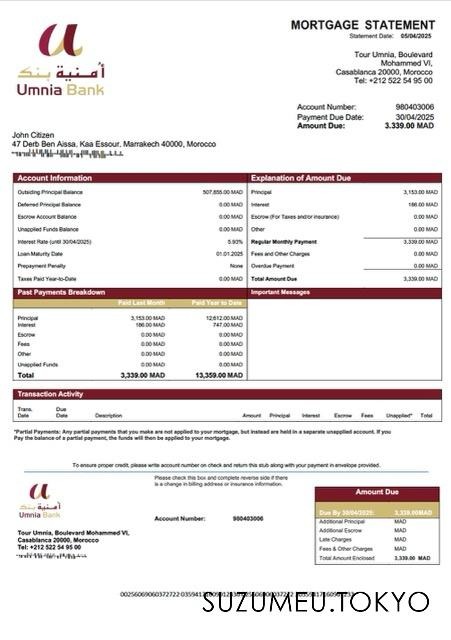 MORTGAGE STATEMENT
Statement Date: 05/04/2025
أمنية بنك
Umnia Bank
Tour Umnia, Boulevard
Mohammed VI,
Casablanca 20000, Morocco
Tel: +212 522 54 95 00
Account Number: 980403006
Payment Due Date: 30/04/2025
Amount Due: 3.339.00 MAD
John Citizen
47 Derb Ben Aissa, Kaa Essour, Marrakech 40000, Morocco
Account Information
Outsiding Principal Balance 507,655.00 MAD
Deferred Principal Balance 0.00 MAD
Escrow Account Balance 0.00 MAD
Unapplied Funds Balance 0.00 MAD
Interest Rate (until 30/04/2025) 5.93%
Loan Maturity Date 01.01.2025
Prepayment Penalty None
Taxes Paid Year-to-Date 0.00 MAD
Explanation of Amount Due
Principal 3,153.00 MAD
Interest 186.00 MAD
Escrow (For Taxes and/or insurance) 0.00 MAD
Other 0.00 MAD
Regular Monthly Payment 3,339.00 MAD
Fees and Other Charges 0.00 MAD
Overdue Payment 0.00 MAD
Total Amount Due 3,339.00 MAD
Past Payments Breakdown
Paid Last Month Paid Year to Date
Principal 3,153.00 MAD 12,612.00 MAD
Interest 186.00 MAD 747,00 MAD
Escrow 0.00 MAD 0.00 MAD
Fees 0.00 MAD 0.00 MAD
Other 0.00 MAD 0.00 MAD
Unapplied Funds 0.00 MAD 0.00 MAD
Total 3,339.00 MAD 13,359.00 MAD
Important Messages
Transaction Activity
Trans. Date Due Date Description Amount Principal Interest Escrow Fees Unapplied* Total
*Partial Payments: Any partial payments that you make are not applied to your mortgage, but instead are held in a separate unapplied account. If you
Pay the balance of a partial payment, the funds will then be applied to your mortgage.
To ensure proper credit, please write account number on check and return this stub along with your payment in envelope provided.
أمنية بنك
Umnia Bank
Please check this box and complete reverse side if there
is a change in billing address or insurance information.
Account Number: 980403006
Tour Umnia, Boulevard Mohammed VI,
Casablanca 20000, Morocco
Tel: +212 522 54 95 00
Amount Due
Due By 30/04/2025: 3,339.00MAD
Additional Principal MAD
Additional Escrow MAD
Late Charges MAD
Fees & Other Charges MAD
Total Amount Enclosed 3,339.00 MAD
SUZUMEU.TOKYO